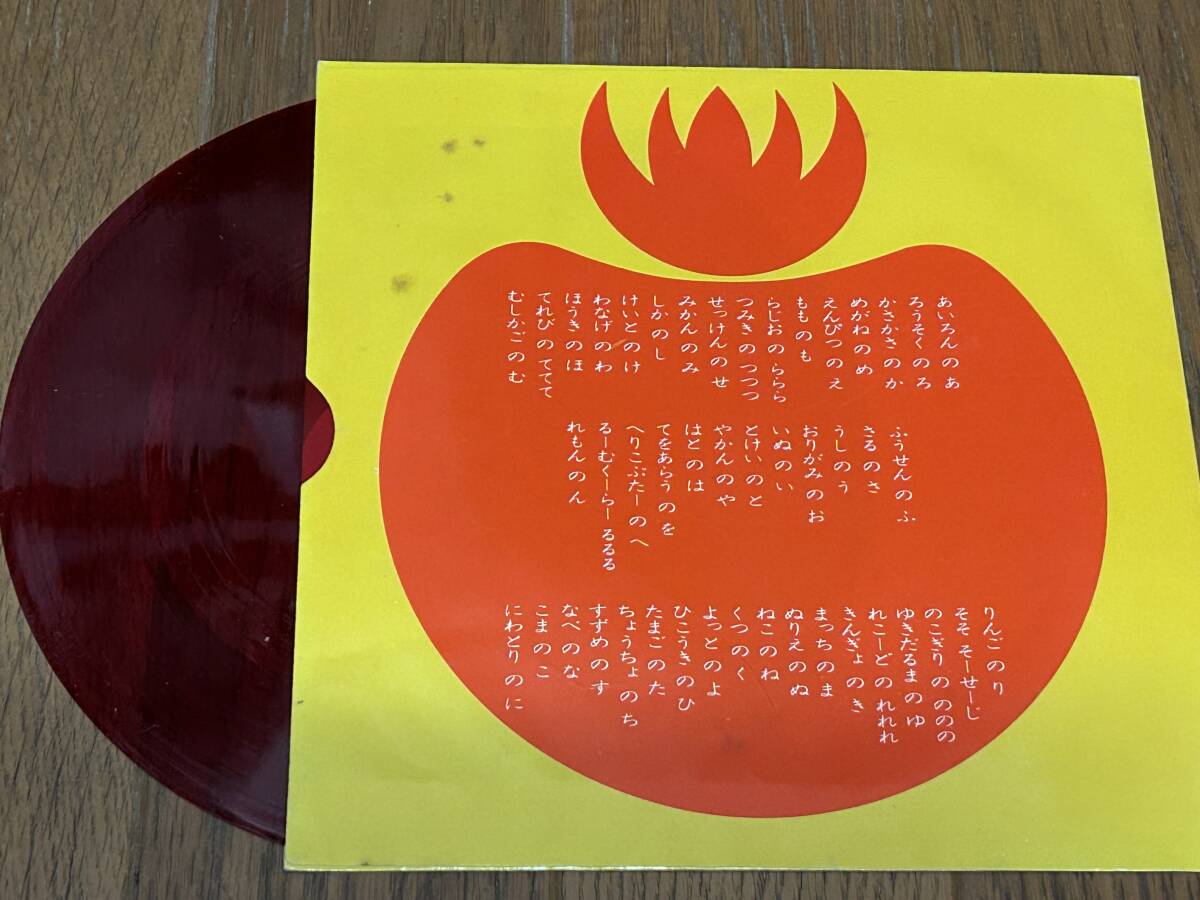 あいろんのあ
ろうそくのろ
かさかさのか
めがねのめ
えんぴつのえ
もものも
らじおのららら
つみきのつつつ
せっけんのせ
みかんのみ
しかのし
けいとのけ
わなげのわ
ほうきのほ
てれびのててて
むしかごのむ
ふうせんのふ
さるのさ
うしのう
おりがみのお
いぬのい
とけいのと
やかんのや
はとのは
てをあらうのを
へりこぷたーのへ
るーむくーらーるるる
れもんのん
りんごのり
そそそーせーじ
のこぎりのののの
ゆきだるまのゆ
れこーどのれれれ
きんぎょのき
まっちのま
ぬりえのぬ
ねこのね
くつのく
よっとのよ
ひこうきのひ
たまごのた
ちょうちょのち
すずめのす
なべのな
こまのこ
にわとりのに